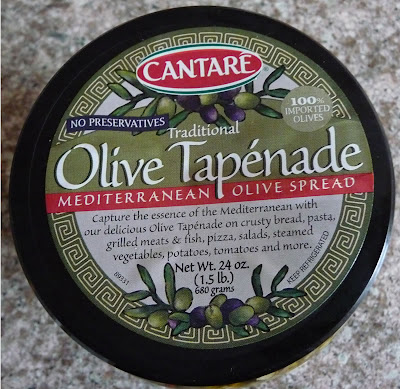 CANTARÉ
100%
IMPORTED
OLIVES
NO PRESERVATIVES
Traditional
Olive Tapénade
MEDITERRANEAN OLIVE SPREAD
Capture the essence of the Mediterranean with
our delicious Olive Tapénade on crusty bread, pasta,
grilled meats & fish, pizza, salads, steamed
vegetables, potatoes, tomatoes and more.
Net Wt. 24 oz.
(1.5 lb.)
680 grams
KEEP REFRIGERATED